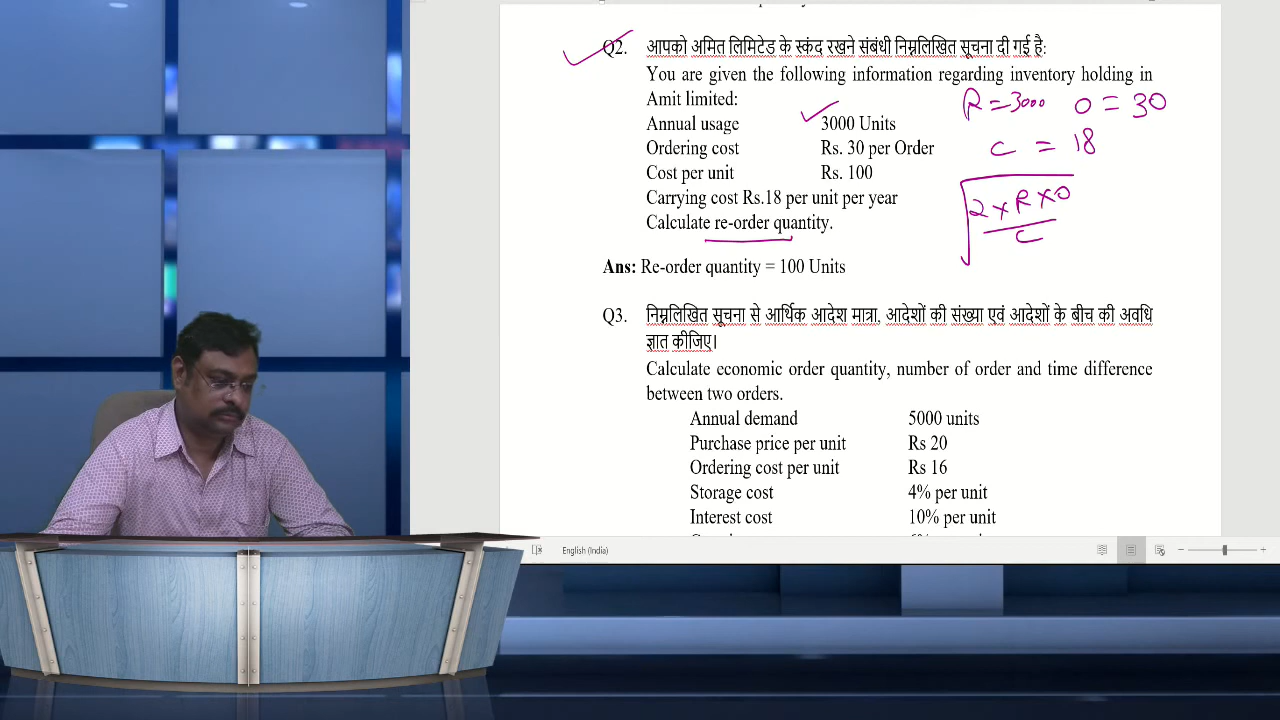 Q2. आपको अमित लिमिटेड के स्कंद रखने संबंधी निम्नलिखित सूचना दी गई है:
You are given the following information regarding inventory holding in
Amit limited:
Annual usage 3000 Units
Ordering cost Rs. 30 per Order
Cost per unit Rs. 100
Carrying cost Rs.18 per unit per year
Calculate re-order quantity.
R = 3000 O = 30
C = 18
√2 × R × O
C
Ans: Re-order quantity = 100 Units
Q3. निम्नलिखित सूचना से आर्थिक आदेश मात्रा, आदेशों की संख्या एवं आदेशों के बीच की अवधि
ज्ञात कीजिए।
Calculate economic order quantity, number of order and time difference
between two orders.
Annual demand 5000 units
Purchase price per unit Rs 20
Ordering cost per unit Rs 16
Storage cost 4% per unit
Interest cost 10% per unit
English (India)